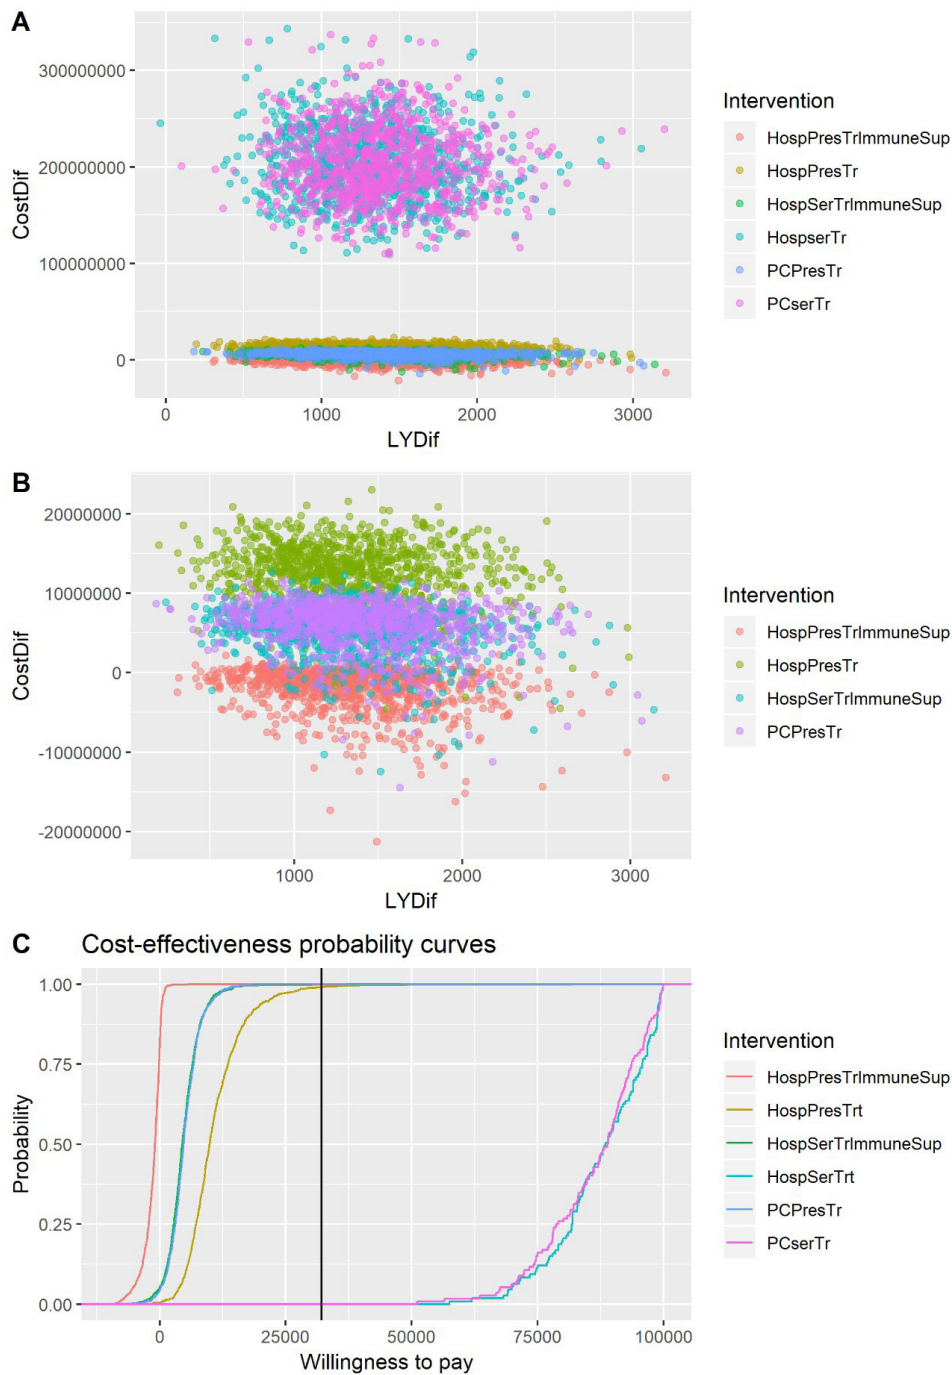 A
300000000
200000000
100000000
0
CostDif
0 1000 2000 3000
LYDif
Intervention
HospPresTrImmuneSup
HospPresTr
HospSerTrImmuneSup
HospserTr
PCPresTr
PCserTr
B
20000000
10000000
0
-10000000
-20000000
CostDif
1000 2000 3000
LYDif
Intervention
HospPresTrImmuneSup
HospPresTr
HospSerTrImmuneSup
PCPresTr
C Cost-effectiveness probability curves
1.00
0.75
0.50
0.25
0.00
Probability
0 25000 50000 75000 100000
Willingness to pay
Intervention
HospPresTrImmuneSup
HospPresTrt
HospSerTrImmuneSup
HospSerTrt
PCPresTr
PCserTr